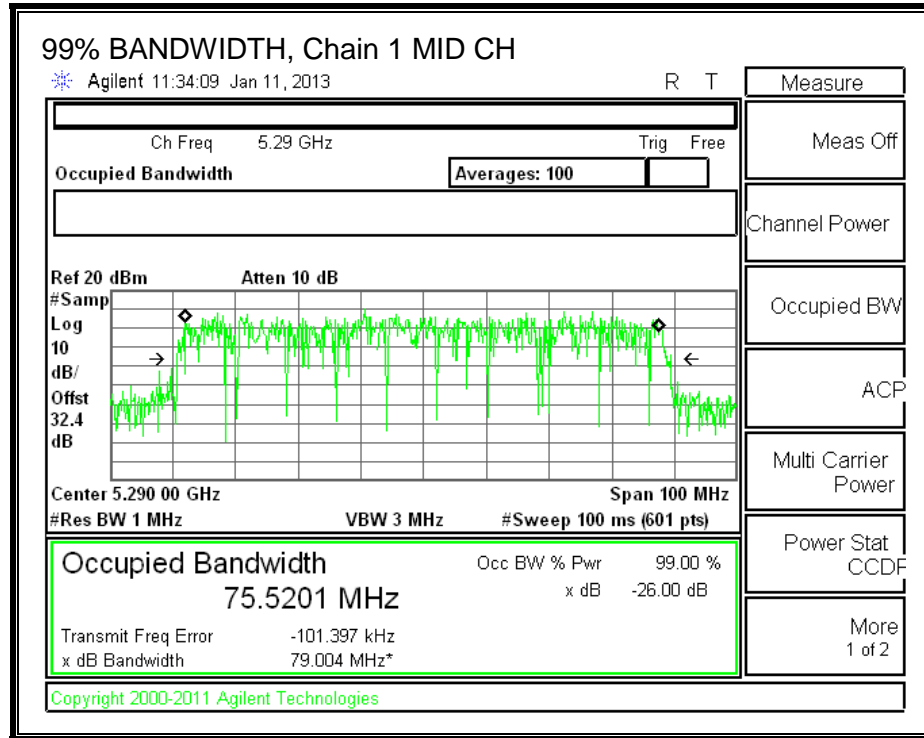 99% BANDWIDTH, Chain 1 MID CH
Agilent 11:34:09 Jan 11, 2013 R T
Measure
Ch Freq 5.29 GHz Trig Free
Meas Off
Occupied Bandwidth Averages: 100
Channel Power
Ref 20 dBm Atten 10 dB
#Samp
Log
10
dB/
Offst
32.4
dB
Occupied BW
ACP
Center 5.290 00 GHz Span 100 MHz
#Res BW 1 MHz VBW 3 MHz #Sweep 100 ms (601 pts)
Multi Carrier
Power
Occupied Bandwidth Occ BW % Pwr 99.00 %
75.5201 MHz x dB -26.00 dB
Transmit Freq Error -101.397 kHz
x dB Bandwidth 79.004 MHz*
Power Stat
CCDF
More
1 of 2
Copyright 2000-2011 Agilent Technologies